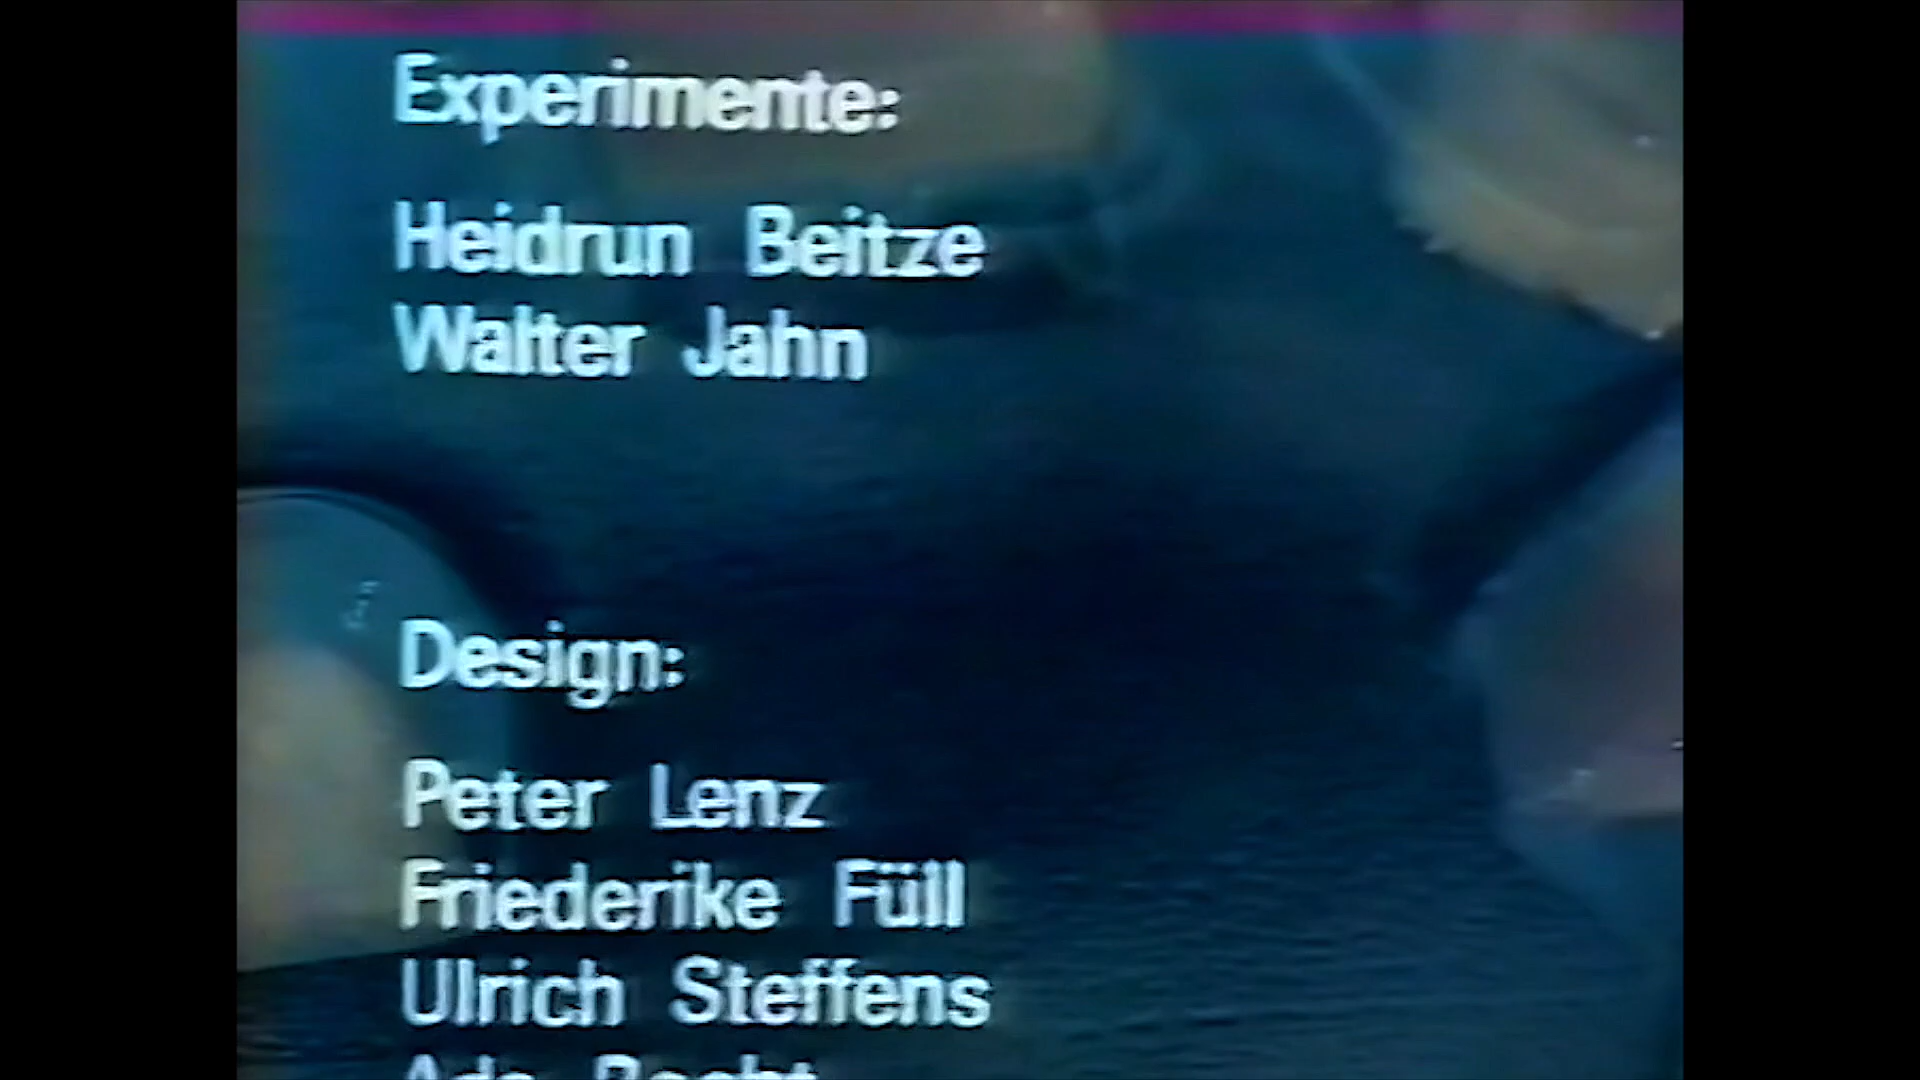 Experimente:
Heidrun Beitze
Walter Jahn
Design:
Peter Lenz
Friederike Füll
Ulrich Steffens